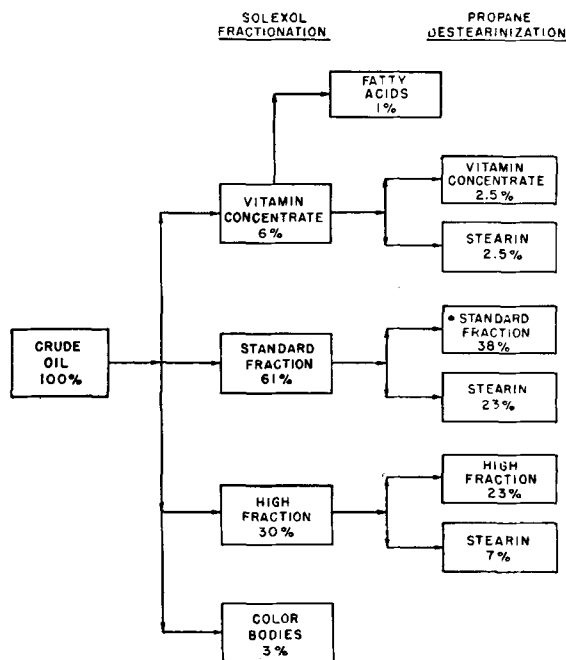 SOLEXOL
FRACTIONATION
PROPANE
DESTEARINIZATION
FATTY
ACIDS
1%
VITAMIN
CONCENTRATE
6%
VITAMIN
CONCENTRATE
2.5%
STEARIN
2.5%
CRUDE
OIL
100%
STANDARD
FRACTION
61%
• STANDARD
FRACTION
38%
STEARIN
23%
HIGH
FRACTION
30%
HIGH
FRACTION
23%
STEARIN
7%
COLOR
BODIES
3%